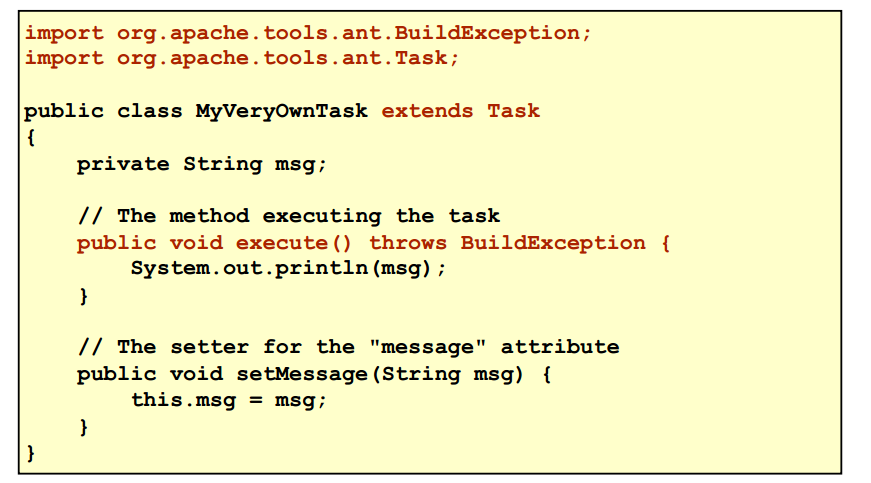 import org.apache.tools.ant.BuildException;
import org.apache.tools.ant.Task;

public class MyVeryOwnTask extends Task
{
    private String msg;

    // The method executing the task
    public void execute() throws BuildException {
        System.out.println(msg);
    }

    // The setter for the "message" attribute
    public void setMessage(String msg) {
        this.msg = msg;
    }
}